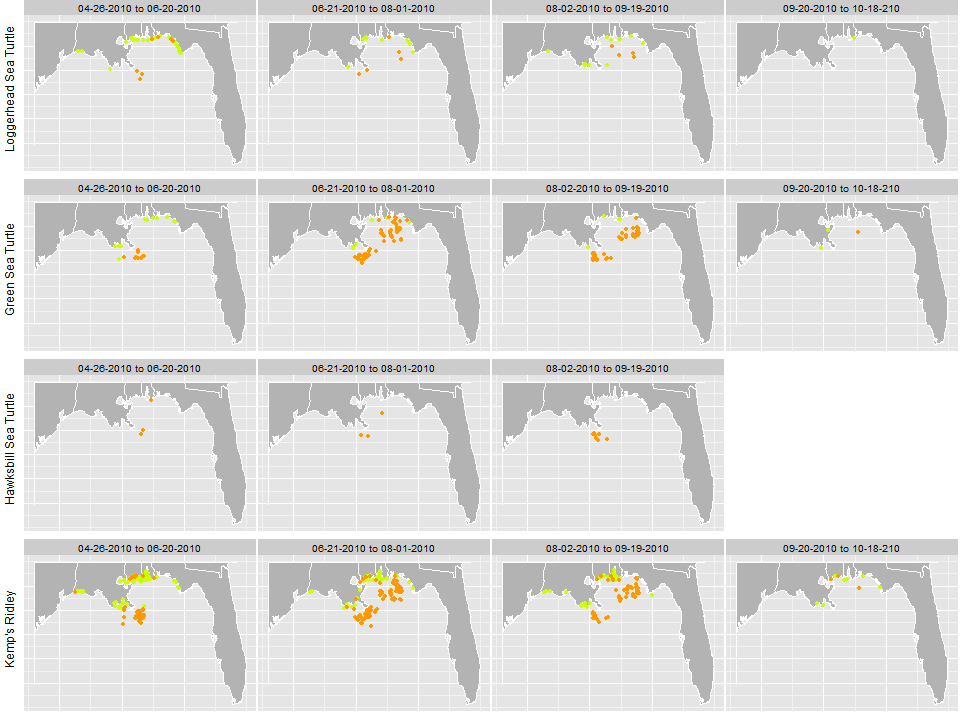 04-26-2010 to 06-20-2010 06-21-2010 to 08-01-2010 08-02-2010 to 09-19-2010 09-20-2010 to 10-18-210
Loggerhead Sea Turtle
04-26-2010 to 06-20-2010 06-21-2010 to 08-01-2010 08-02-2010 to 09-19-2010 09-20-2010 to 10-18-210
Green Sea Turtle
04-26-2010 to 06-20-2010 06-21-2010 to 08-01-2010 08-02-2010 to 09-19-2010
Hawksbill Sea Turtle
04-26-2010 to 06-20-2010 06-21-2010 to 08-01-2010 08-02-2010 to 09-19-2010 09-20-2010 to 10-18-210
Kemp's Ridley